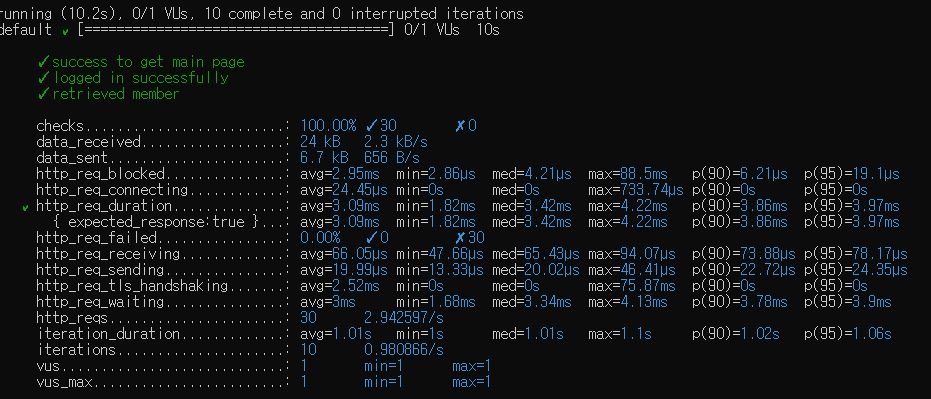 running (10.2s), 0/1 VUs, 10 complete and 0 interrupted iterations
default ✓ [======================================] 0/1 VUs  10s
✓ success to get main page
✓ logged in successfully
✓ retrieved member
checks.........................: 100.00% ✓30 ✗0
data_received..................: 24 kB 2.3 kB/s
data_sent......................: 6.7 kB 656 B/s
http_req_blocked...............: avg=2.95ms min=2.86µs med=4.21µs max=88.5ms p(90)=6.21µs p(95)=19.1µs
http_req_connecting............: avg=24.45µs min=0s med=0s max=733.74µs p(90)=0s p(95)=0s
✓ http_req_duration..............: avg=3.09ms min=1.82ms med=3.42ms max=4.22ms p(90)=3.86ms p(95)=3.97ms
{ expected_response:true }...: avg=3.09ms min=1.82ms med=3.42ms max=4.22ms p(90)=3.86ms p(95)=3.97ms
http_req_failed................: 0.00% ✓0 ✗30
http_req_receiving.............: avg=66.05µs min=47.66µs med=65.43µs max=94.07µs p(90)=73.88µs p(95)=78.17µs
http_req_sending...............: avg=19.99µs min=13.33µs med=20.02µs max=46.41µs p(90)=22.72µs p(95)=24.35µs
http_req_tls_handshaking.......: avg=2.52ms min=0s med=0s max=75.87ms p(90)=0s p(95)=0s
http_req_waiting...............: avg=3ms min=1.68ms med=3.34ms max=4.13ms p(90)=3.78ms p(95)=3.9ms
http_reqs......................: 30 2.942597/s
iteration_duration.............: avg=1.01s min=1s med=1.01s max=1.1s p(90)=1.02s p(95)=1.06s
iterations.....................: 10 0.980866/s
vus............................: 1 min=1 max=1
vus_max........................: 1 min=1 max=1